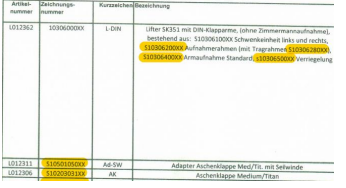 Artikel- Zeichnungs- Kurzzeichen Bezeichnung
nummer nummer
L012362 10306000XX L-DIN Lifter SK351 mit DIN-Klapparme, (ohne Zimmermannaufnahme),
bestehend aus: S10306100XX Schwenkeinheit links und rechts,
S10306200XX Aufnahmerahmen (mit Tragrahmen S10306280XX),
S10306400XX Armaufnahme Standard, s10306500XX Verriegelung
L012311 S10501050XX Ad-SW Adapter Aschenklappe Med/Tit. mit Seilwinde
L012306 S10203031XX AK Aschenklappe Medium/Titan